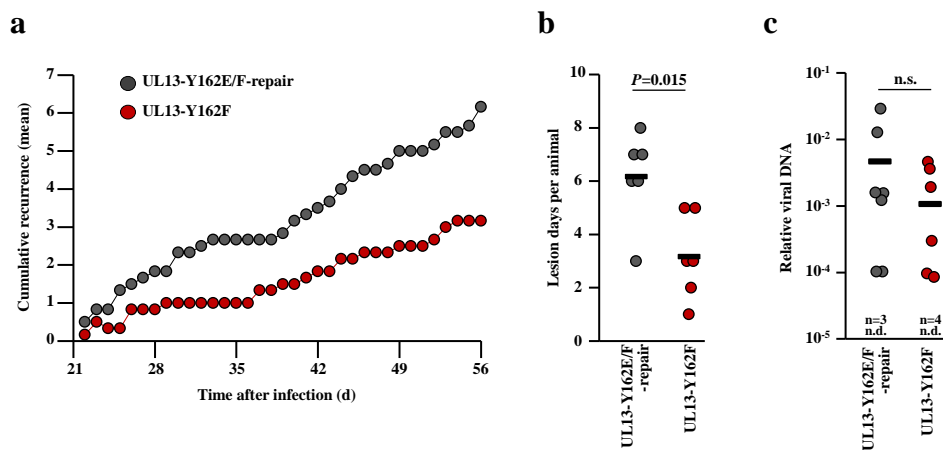 a
Cumulative recurrence (mean)
7
6
5
4
3
2
1
0
21
28
35
42
49
56
Time after infection (d)
UL13-Y162E/F-repair
UL13-Y162F
b
Lesion days per animal
10
8
6
4
2
0
P=0.015
UL13-Y162E/F
-repair
UL13-Y162F
c
Relative viral DNA
10-1
10-2
10-3
10-4
10-5
n.s.
n=3
n.d.
n=4
n.d.
UL13-Y162E/F
-repair
UL13-Y162F